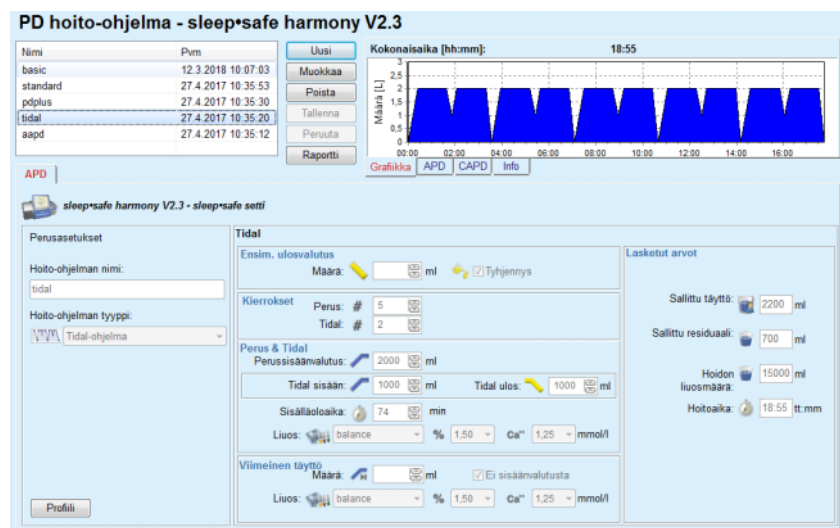 PD hoito-ohjelma - sleep•safe harmony V2.3
Nimi Pvm
basic 12.3.2018 10:07:03
standard 27.4.2017 10:35:53
pdplus 27.4.2017 10:35:30
tidal 27.4.2017 10:35:20
aapd 27.4.2017 10:35:12
Uusi
Muokkaa
Poista
Tallenna
Peruuta
Raportti
Kokonaisaika [hh:mm]: 18:55
Määrä [L]
3
2,5
2
1,5
1
0,5
0
00:00 02:00 04:00 06:00 08:00 10:00 12:00 14:00 16:00
Grafiikka APD CAPD Info
APD
sleep•safe harmony V2.3 - sleep•safe setti
Perusasetukset
Hoito-ohjelman nimi:
tidal
Hoito-ohjelman tyyppi:
Tidal-ohjelma
Profiili
Tidal
Ensim. ulosvalutus
Määrä: ml Tyhjennys
Kierrokset
Perus: # 5
Tidal: # 2
Perus & Tidal
Perussisäänvalutus: 2000 ml
Tidal sisään: 1000 ml Tidal ulos: 1000 ml
Sisälläoloaika: 74 min
Liuos: balance % 1,50 Ca⁺⁺ 1,25 mmol/l
Viimeinen täyttö
Määrä: ml Ei sisäänvalutusta
Liuos: balance % 1,50 Ca⁺⁺ 1,25 mmol/l
Lasketut arvot
Sallittu täyttö: 2200 ml
Sallittu residuaali: 700 ml
Hoidon liuosmäärä: 15000 ml
Hoitoaika: 18:55 tt:mm